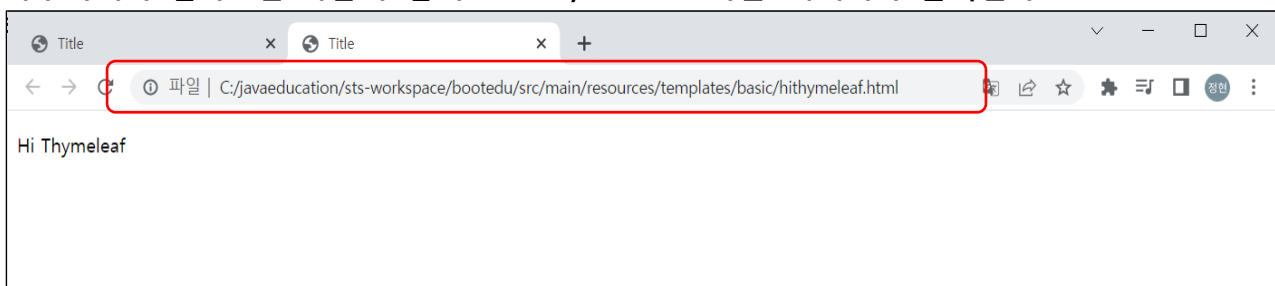 Title
Title
파일 | C:/javaeducation/sts-workspace/bootedu/src/main/resources/templates/basic/hithymeleaf.html
정현
Hi Thymeleaf